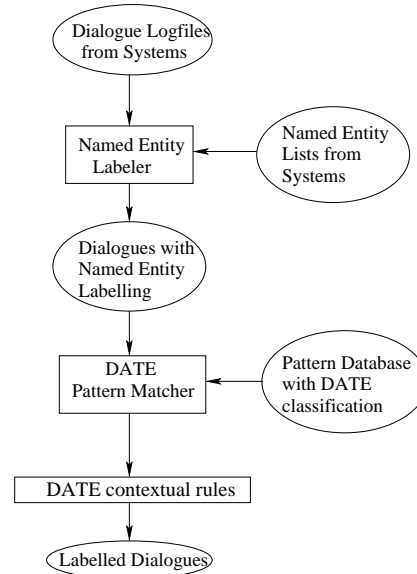 Dialogue Logfiles
from Systems
Named Entity
Labeler
Named Entity
Lists from
Systems
Dialogues with
Named Entity
Labelling
DATE
Pattern Matcher
Pattern Database
with DATE
classification
DATE contextual rules
Labelled Dialogues